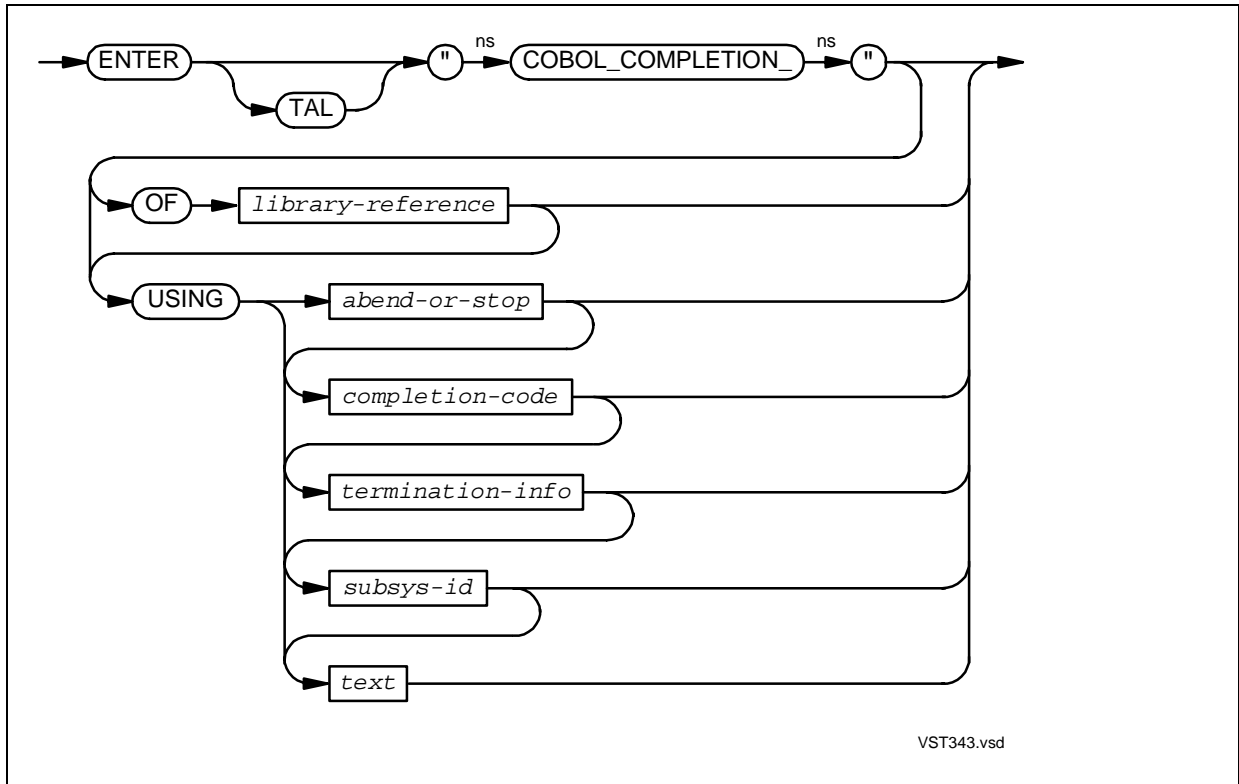 ENTER " ns COBOL_COMPLETION_ ns "
TAL
OF library-reference
USING abend-or-stop
completion-code
termination-info
subsys-id
text
VST343.vsd